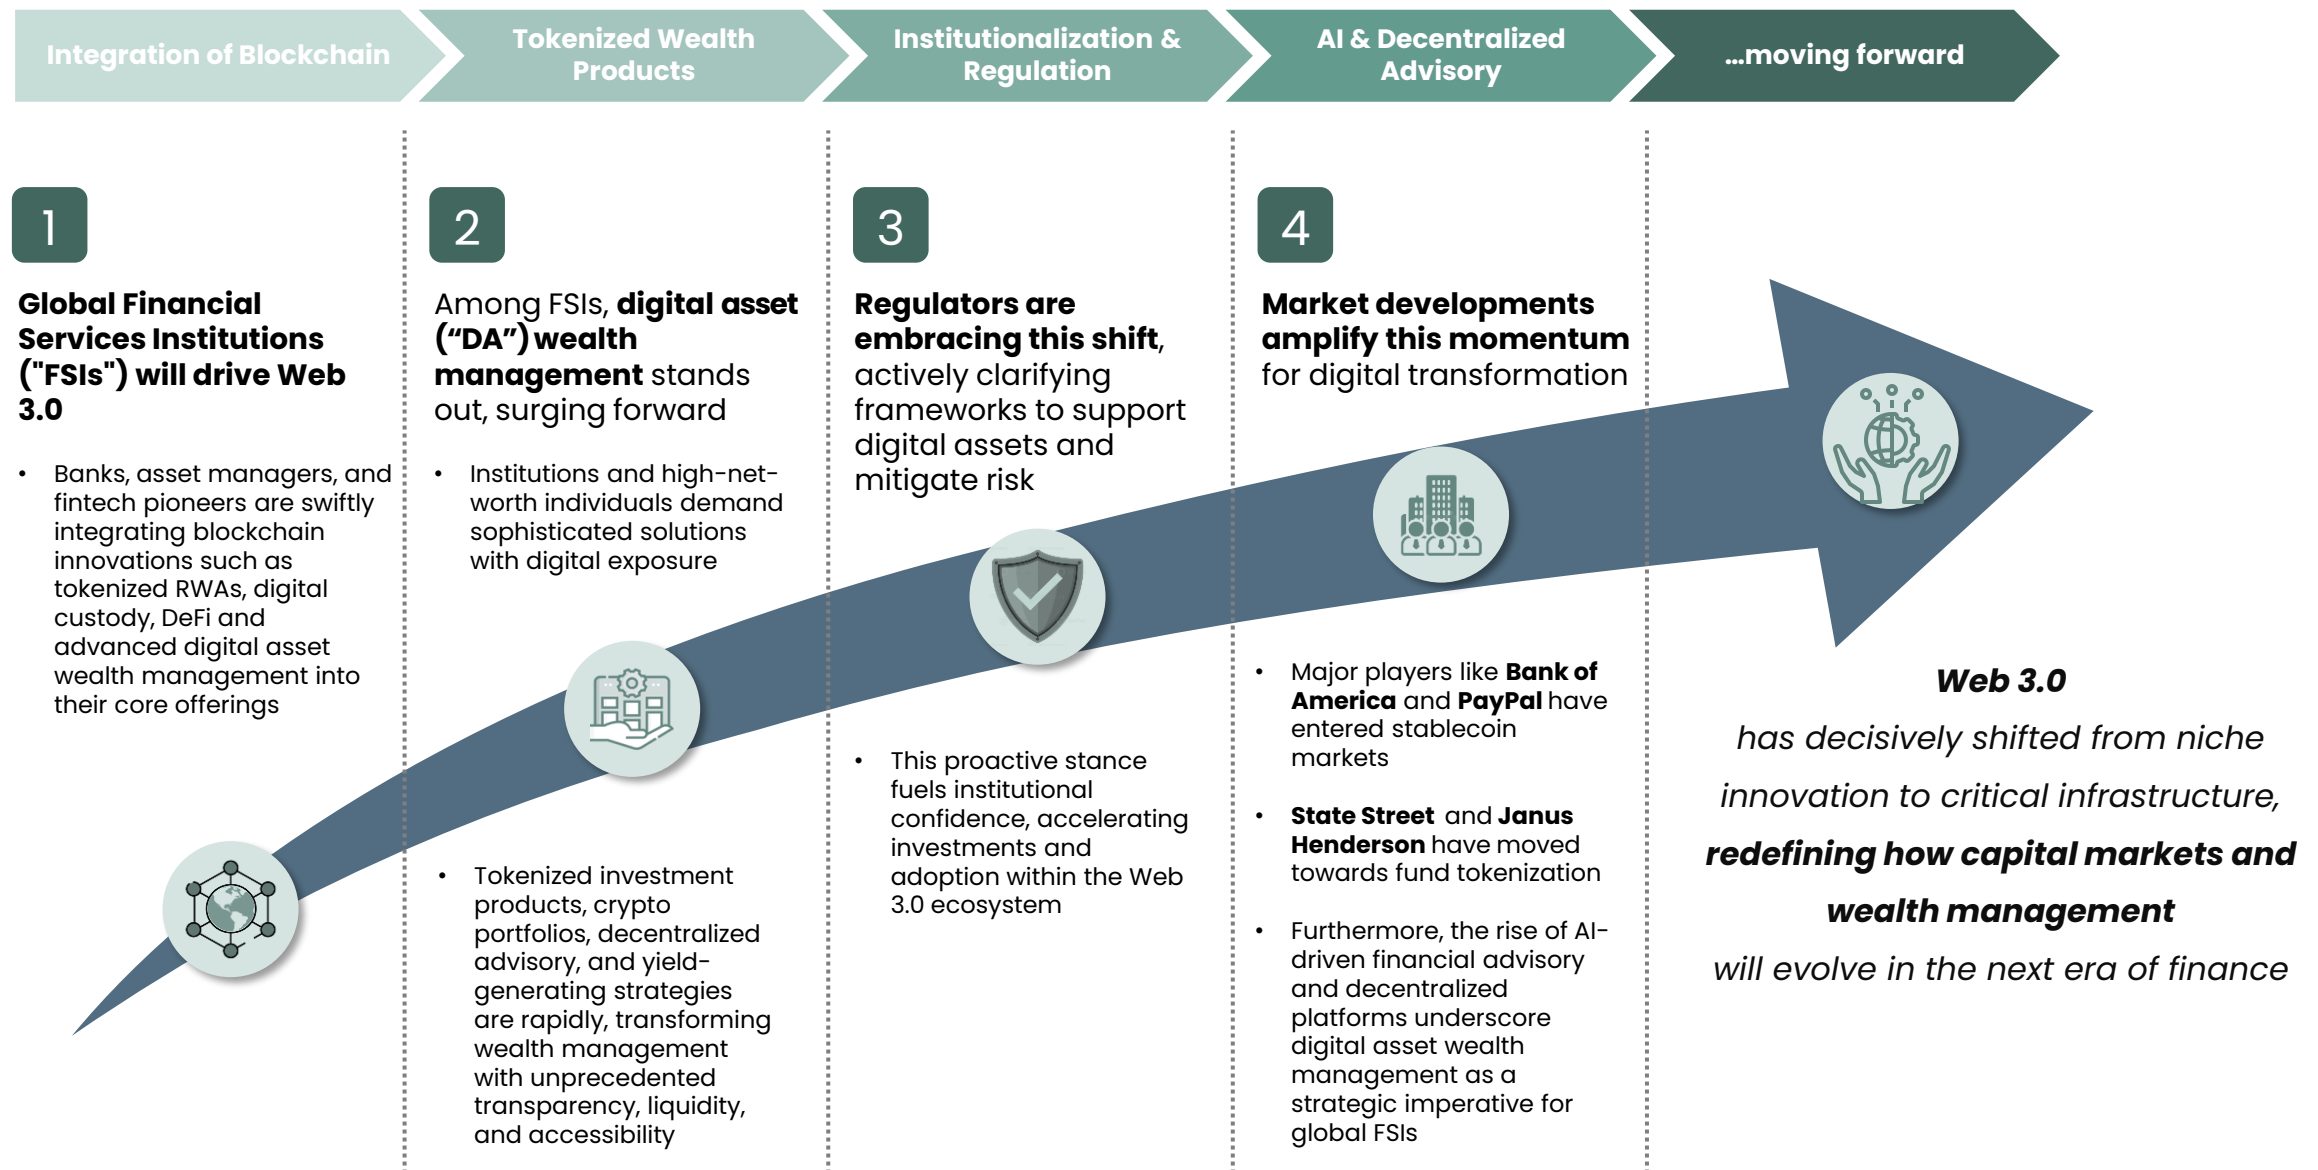 Integration of Blockchain
Tokenized Wealth
Products
Institutionalization &
Regulation
AI & Decentralized
Advisory
...moving forward
1
Global Financial
Services Institutions
("FSIs") will drive Web
3.0
• Banks, asset managers, and
fintech pioneers are swiftly
integrating blockchain
innovations such as
tokenized RWAs, digital
custody, DeFi and
advanced digital asset
wealth management into
their core offerings
2
Among FSIs, digital asset
(“DA”) wealth
management stands
out, surging forward
• Institutions and high-net-
worth individuals demand
sophisticated solutions
with digital exposure
• Tokenized investment
products, crypto
portfolios, decentralized
advisory, and yield-
generating strategies
are rapidly, transforming
wealth management
with unprecedented
transparency, liquidity,
and accessibility
3
Regulators are
embracing this shift,
actively clarifying
frameworks to support
digital assets and
mitigate risk
• This proactive stance
fuels institutional
confidence, accelerating
investments and
adoption within the Web
3.0 ecosystem
4
Market developments
amplify this momentum
for digital transformation
• Major players like Bank of
America and PayPal have
entered stablecoin
markets
• State Street and Janus
Henderson have moved
towards fund tokenization
• Furthermore, the rise of AI-
driven financial advisory
and decentralized
platforms underscore
digital asset wealth
management as a
strategic imperative for
global FSIs
Web 3.0
has decisively shifted from niche
innovation to critical infrastructure,
redefining how capital markets and
wealth management
will evolve in the next era of finance